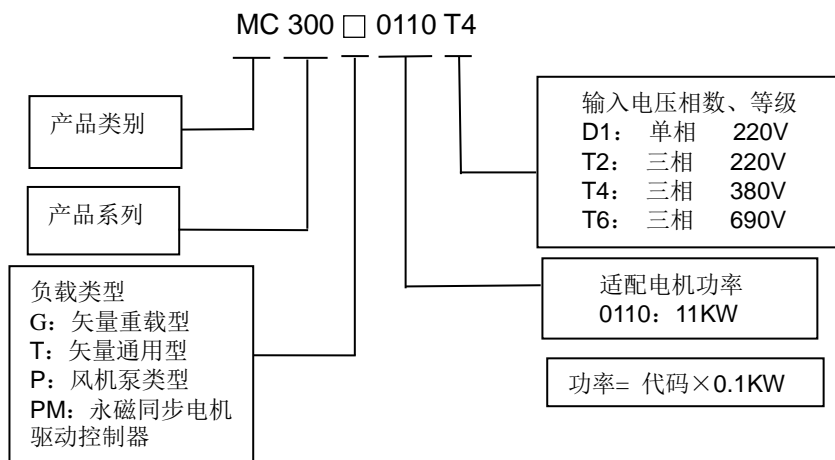 MC 300 □ 0110 T4
产品类别
产品系列
负载类型
G：矢量重载型
T：矢量通用型
P：风机泵类型
PM：永磁同步电机
驱动控制器
输入电压相数、等级
D1： 单相 220V
T2： 三相 220V
T4： 三相 380V
T6： 三相 690V
适配电机功率
0110：11KW
功率= 代码×0.1KW